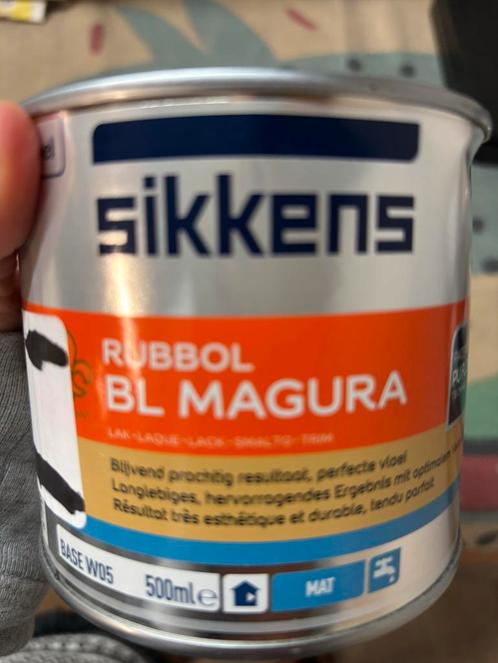 sikkens
RUBBOL
BL MAGURA
LAK-LAQUE-LACK-SMALTO-TRIM
Blijvend prachtig resultaat, perfecte vloei
Langlebiges, hervorragendes Ergebnis mit optimalem
Résultat très esthétique et durable, tendu parfait
BASE W05
500ml e
MAT